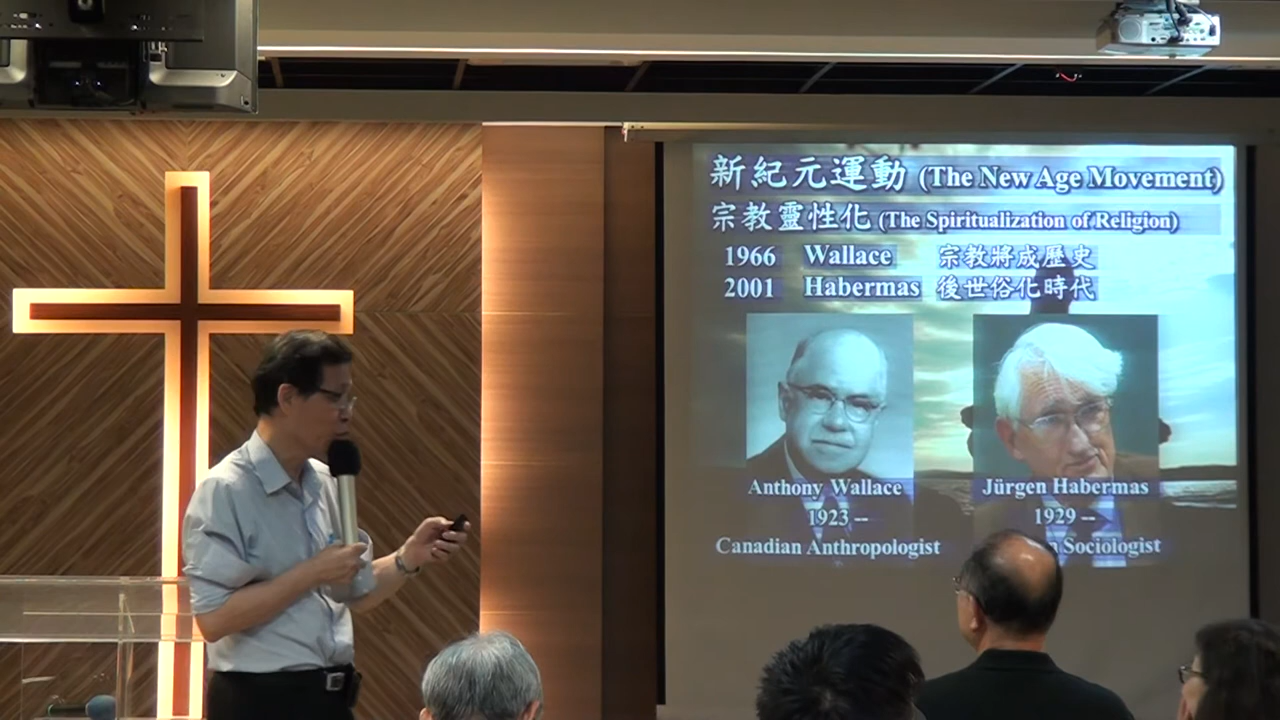 新紀元運動 (The New Age Movement)
宗教靈性化 (The Spiritualization of Religion)
1966 Wallace 宗教將成歷史
2001 Habermas 後世俗化時代
Anthony Wallace
1923 --
Canadian Anthropologist
Jürgen Habermas
1929 --
Sociologist